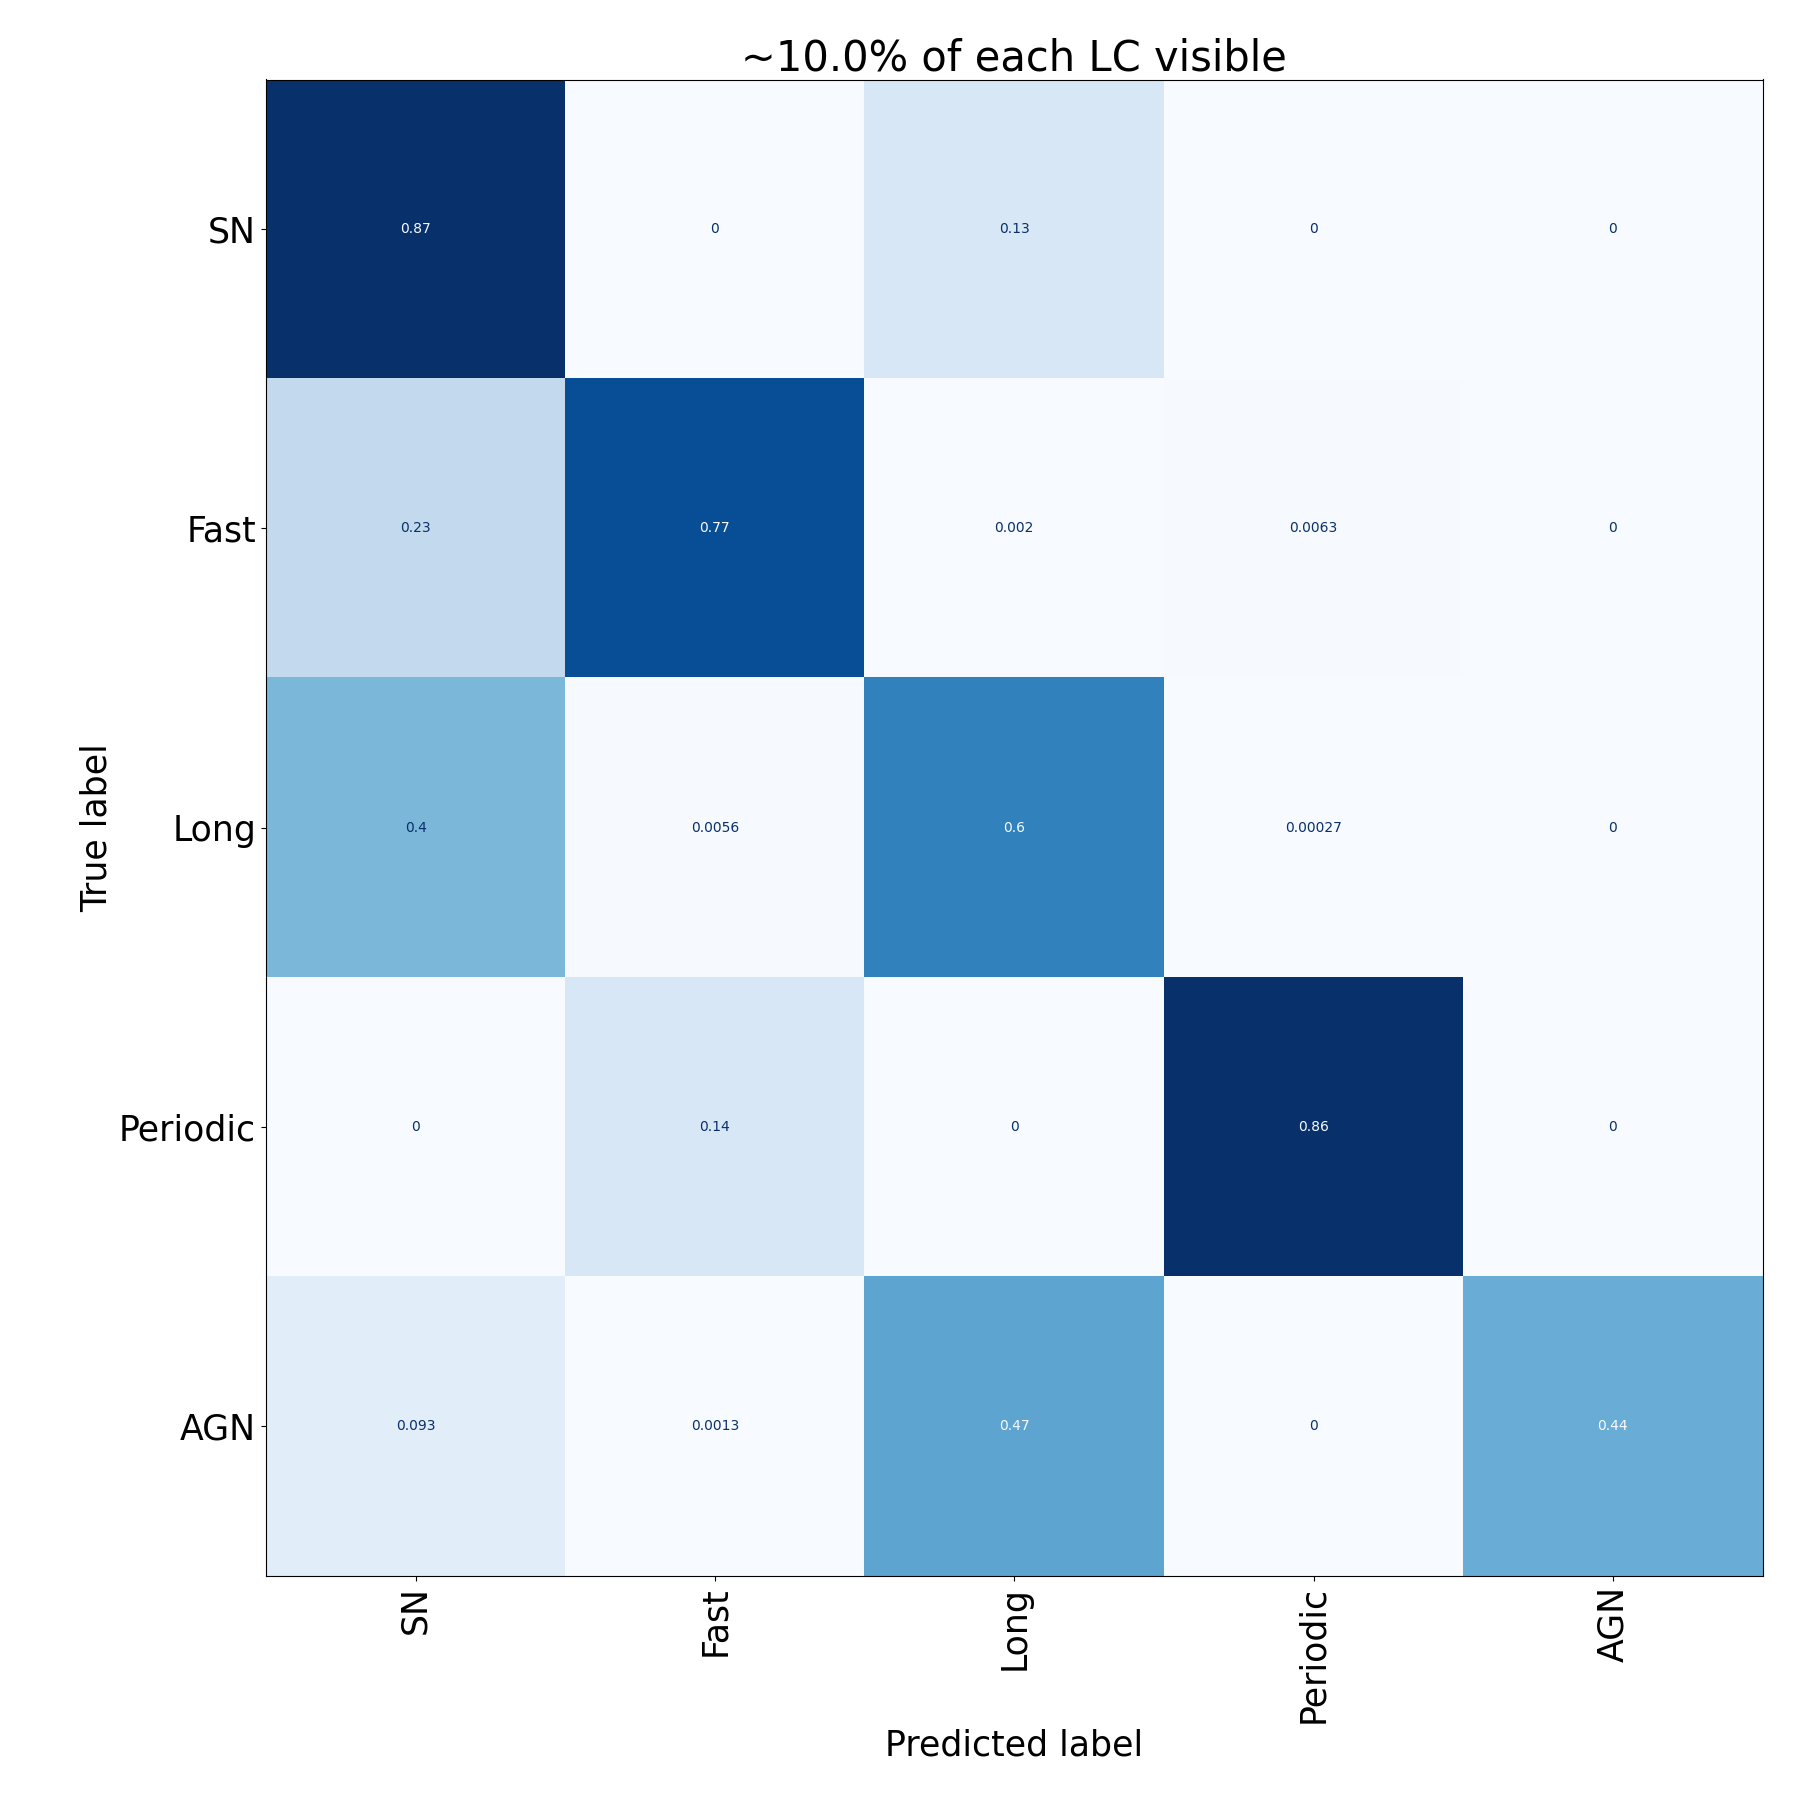 ~10.0% of each LC visible
SN 0.87 0 0.13 0 0
Fast 0.23 0.77 0.002 0.0063 0
Long 0.4 0.0056 0.6 0.00027 0
Periodic 0 0.14 0 0.86 0
AGN 0.093 0.0013 0.47 0 0.44
True label
SN Fast Long Periodic AGN
Predicted label